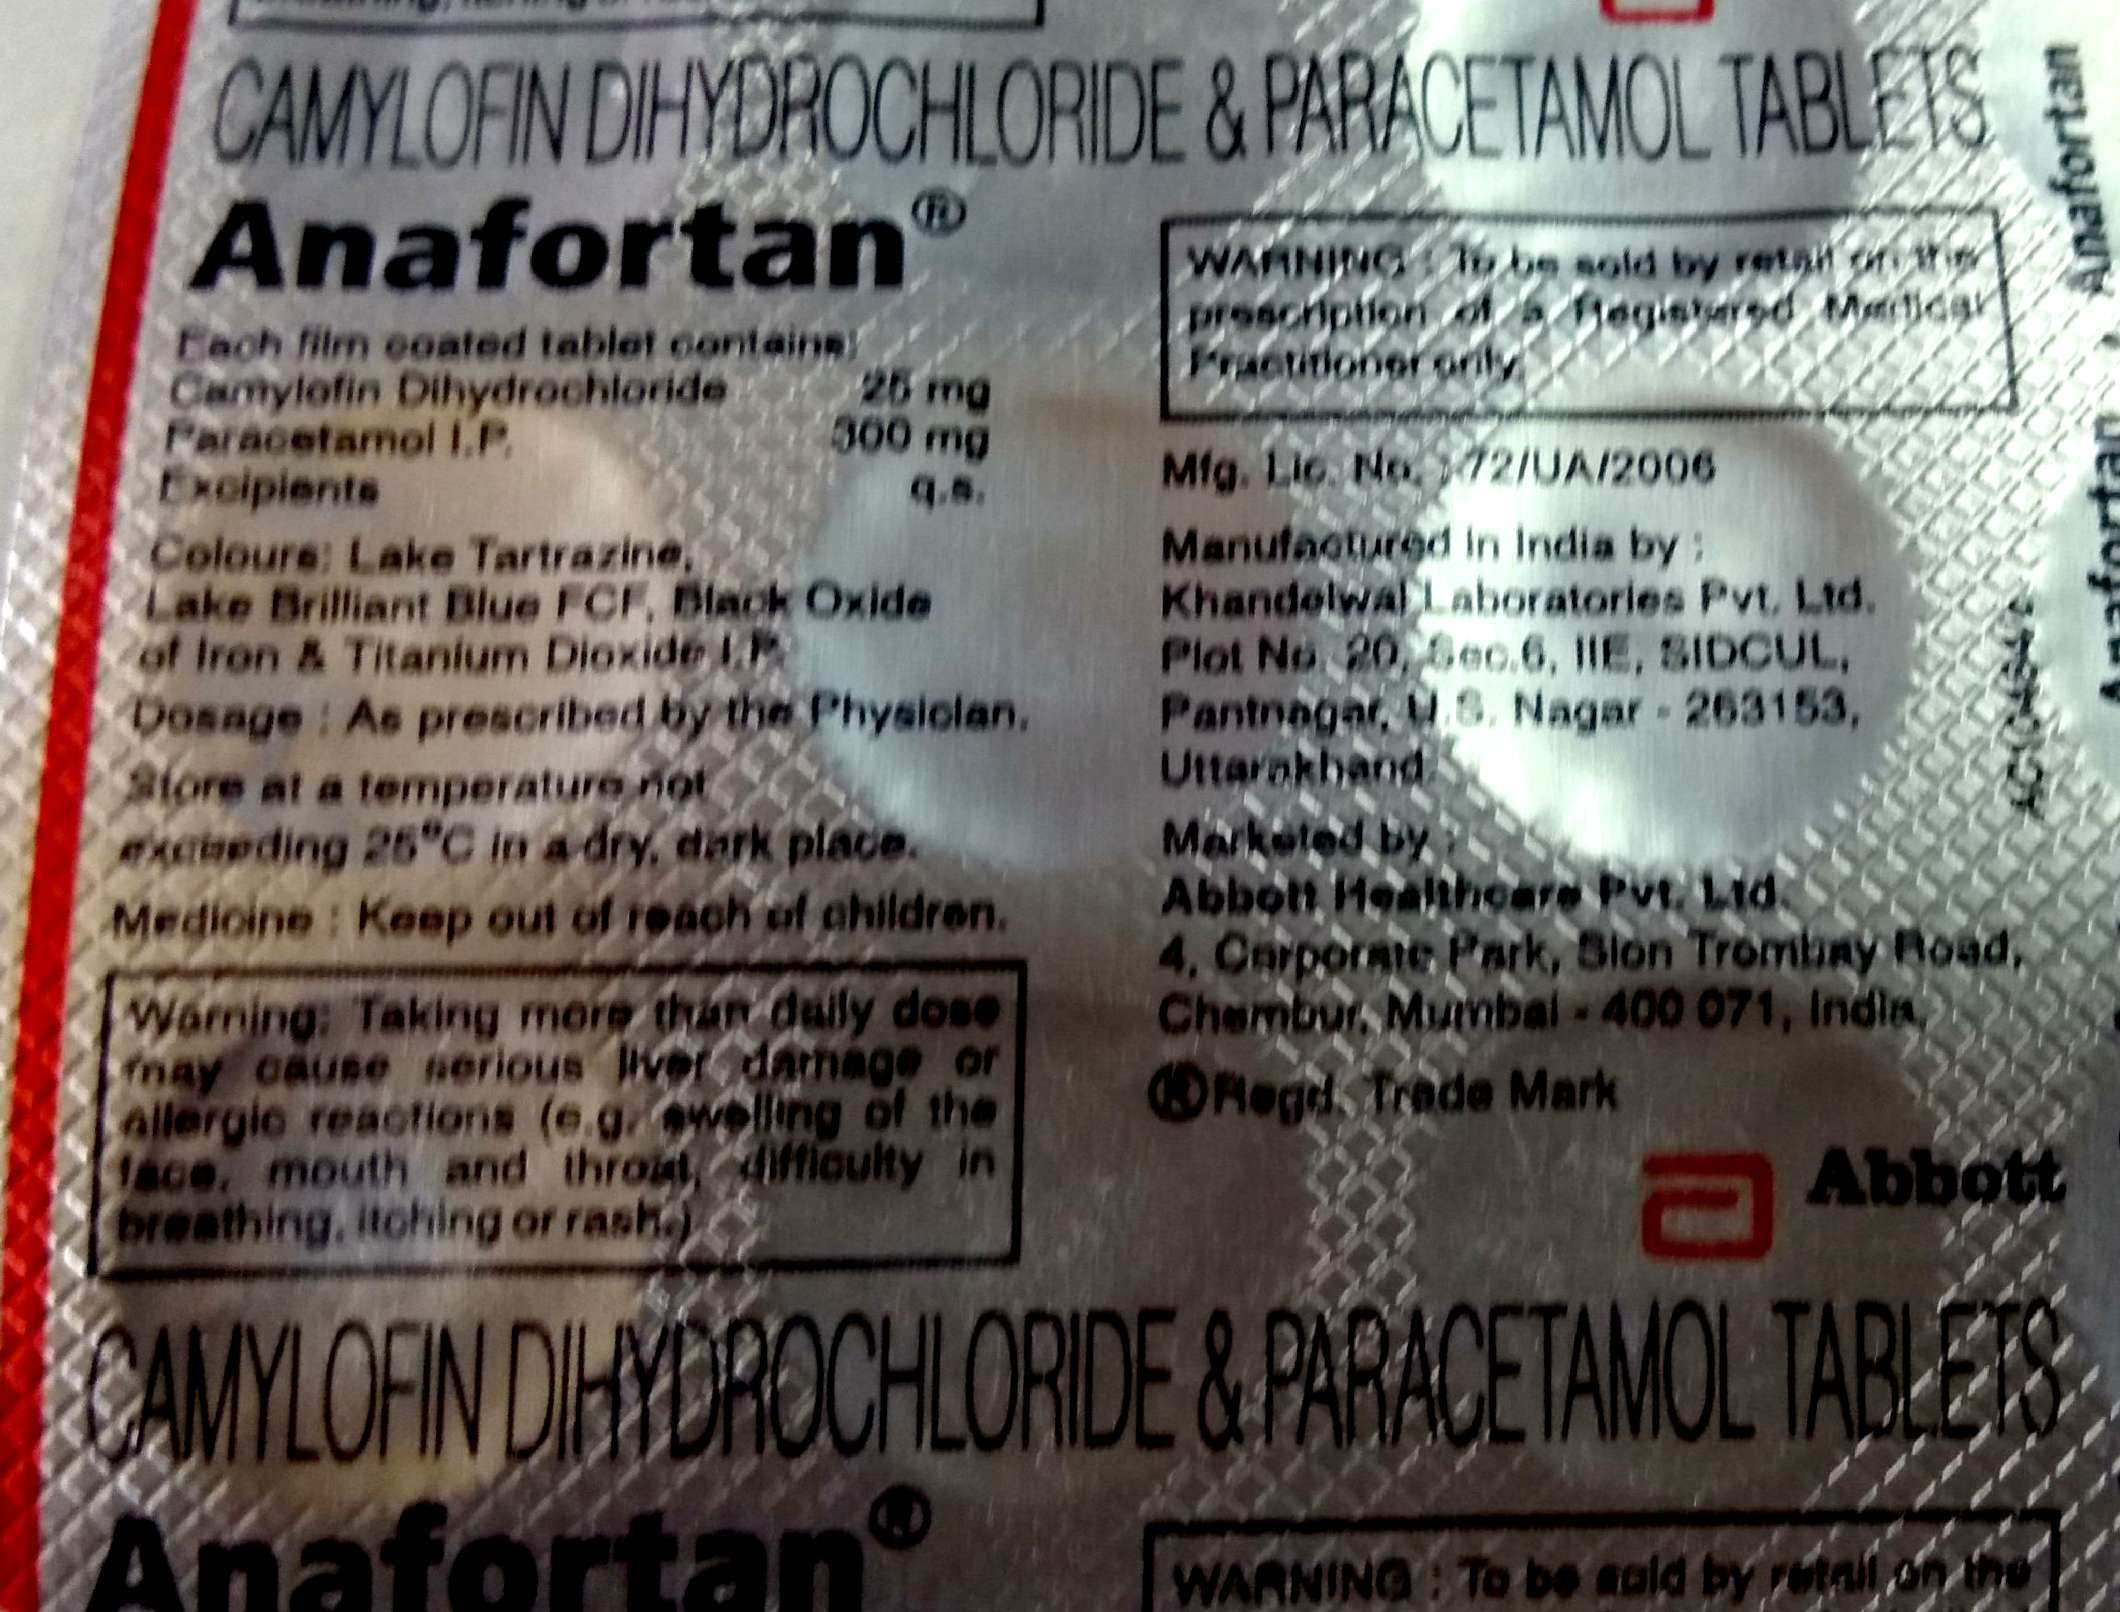 CAMYLOFIN DIHYDROCHLORIDE & PARACETAMOL TABLETS
Anafortan®
Each film coated tablet contains:
Camylofin Dihydrochloride 25 mg
Paracetamol I.P. 300 mg
Excipients q.s.
Colours: Lake Tartrazine,
Lake Brilliant Blue FCF, Black Oxide
of Iron & Titanium Dioxide I.P.
Dosage : As prescribed by the Physician.
Store at a temperature not
exceeding 25°C in a dry, dark place.
Medicine : Keep out of reach of children.
Warning: Taking more than daily dose
may cause serious liver damage or
allergic reactions (e.g. swelling of the
face, mouth and throat, difficulty in
breathing, itching or rash.)
WARNING : To be sold by retail on the
prescription of a Registered Medical
Practitioner only.
Mfg. Lic. No. : 72/UA/2006
Manufactured in India by :
Khandelwal Laboratories Pvt. Ltd.
Plot No. 20, Sec.6, IIE, SIDCUL,
Pantnagar, U.S. Nagar - 263153,
Uttarakhand.
Marketed by :
Abbott Healthcare Pvt. Ltd.
4, Corporate Park, Sion Trombay Road,
Chembur, Mumbai - 400 071, India.
®Regd. Trade Mark
Abbott
CAMYLOFIN DIHYDROCHLORIDE & PARACETAMOL TABLETS
Anafortan®
WARNING : To be sold by retail on the
Anafortan
Anafortan
Anafortan